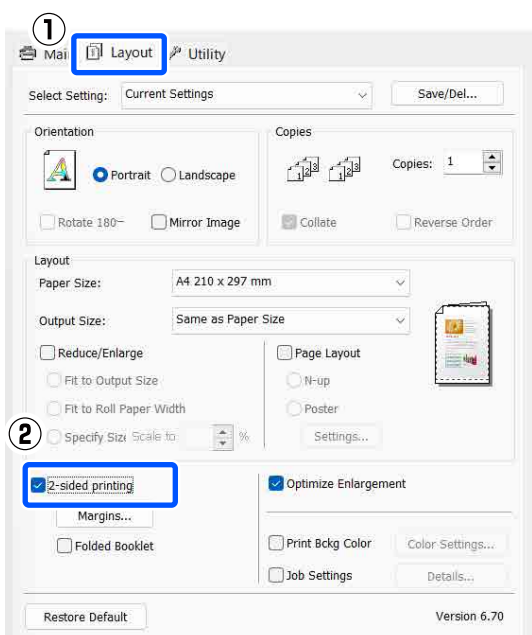 ①
Mai Layout Utility
Select Setting: Current Settings Save/Del...
Orientation Copies
Portrait Landscape Copies: 1
Rotate 180° Mirror Image Collate Reverse Order
Layout
Paper Size: A4 210 x 297 mm
Output Size: Same as Paper Size
Reduce/Enlarge Page Layout
Fit to Output Size N-up
Fit to Roll Paper Width Poster
② Specify Size Scale to % Settings...
2-sided printing Optimize Enlargement
Margins...
Folded Booklet Print Bckg Color Color Settings...
Job Settings Details...
Restore Default Version 6.70